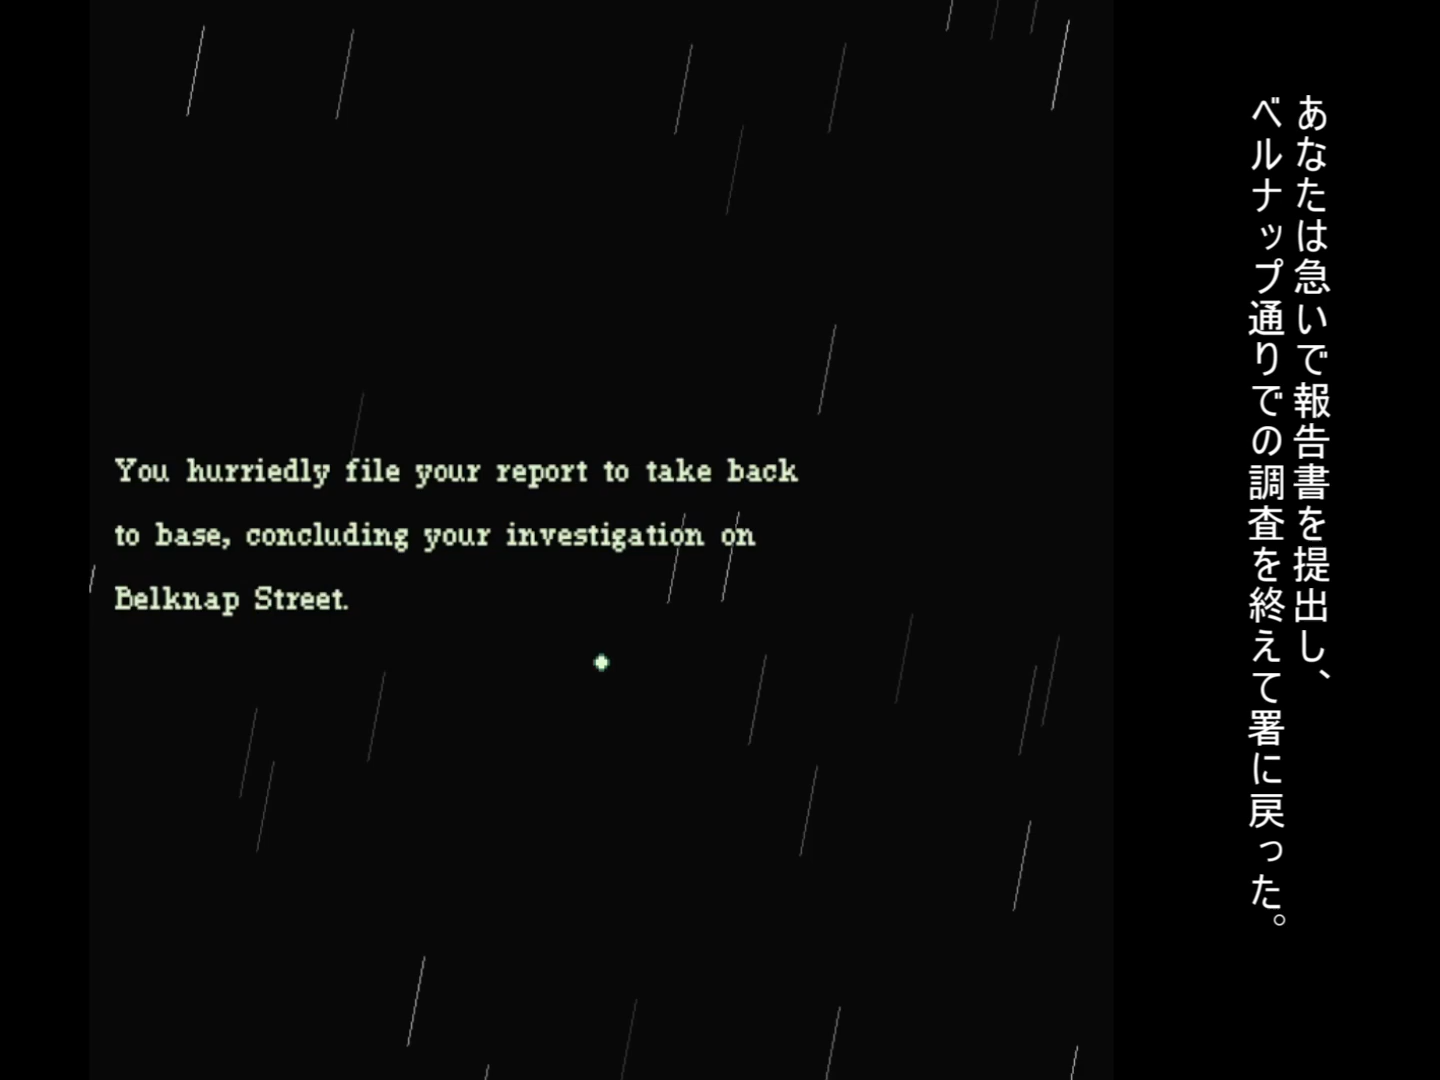 You hurriedly file your report to take back
to base, concluding your investigation on
Belknap Street.
あなたは急いで報告書を提出し、
ベルナップ通りでの調査を終えて署に戻った。